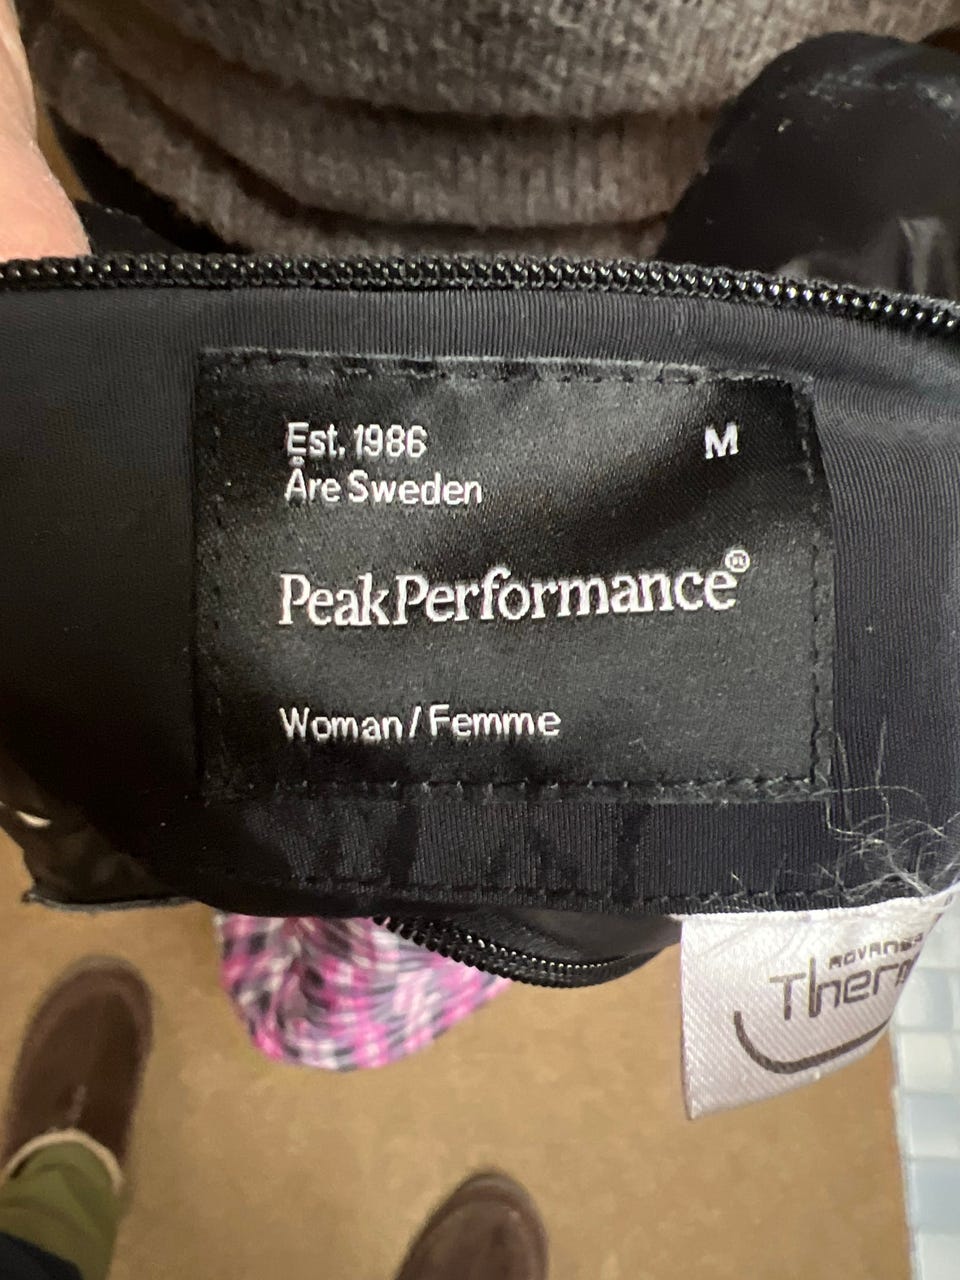 Est. 1986
M
Åre Sweden
PeakPerformance®
Woman / Femme